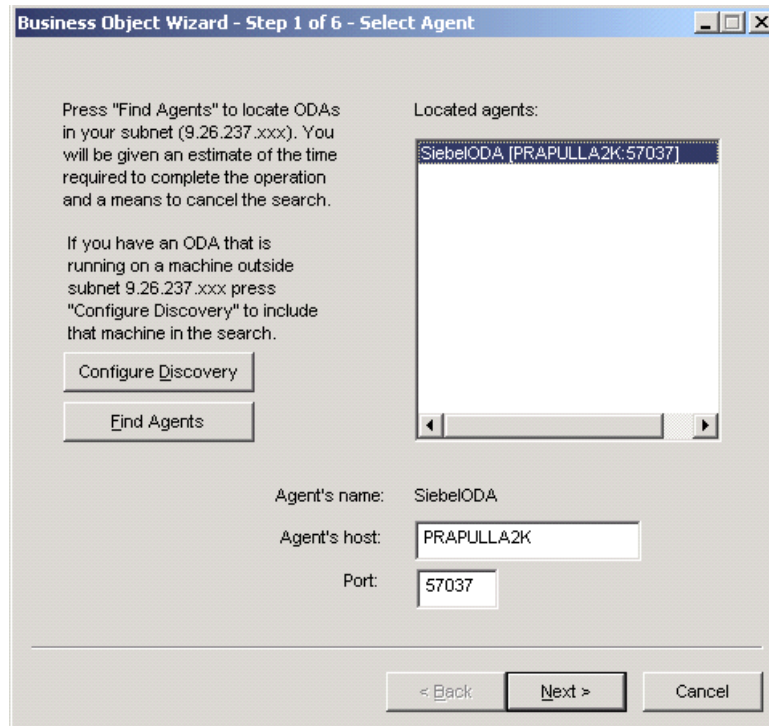 Business Object Wizard - Step 1 of 6 - Select Agent
Press "Find Agents" to locate ODAs
in your subnet (9.26.237.xxx). You
will be given an estimate of the time
required to complete the operation
and a means to cancel the search.
If you have an ODA that is
running on a machine outside
subnet 9.26.237.xxx press
"Configure Discovery" to include
that machine in the search.
Configure Discovery
Find Agents
Located agents:
SiebelODA [PRAPULLA2K:57037]
Agent's name: SiebelODA
Agent's host: PRAPULLA2K
Port: 57037
< Back Next > Cancel